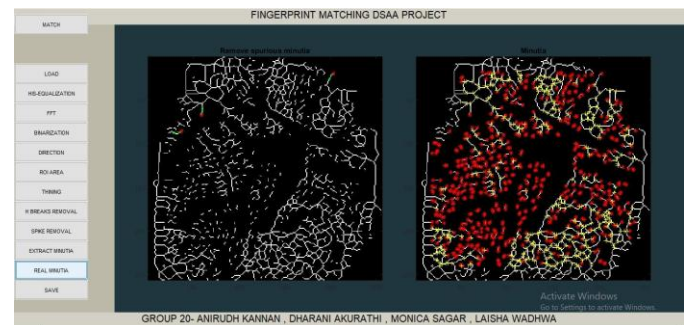 FINGERPRINT MATCHING DSAA PROJECT
MATCH
LOAD
HIS-EQUALIZATION
FFT
BINARIZATION
DIRECTION
ROI AREA
THINING
H BREAKS REMOVAL
SPIKE REMOVAL
EXTRACT MINUTIA
REAL MINUTIA
SAVE
Remove spurious minutia
Minutia
Activate Windows
Go to Settings to activate Windows.
GROUP 20- ANIRUDH KANNAN , DHARANI AKURATHI , MONICA SAGAR , LAISHA WADHWA